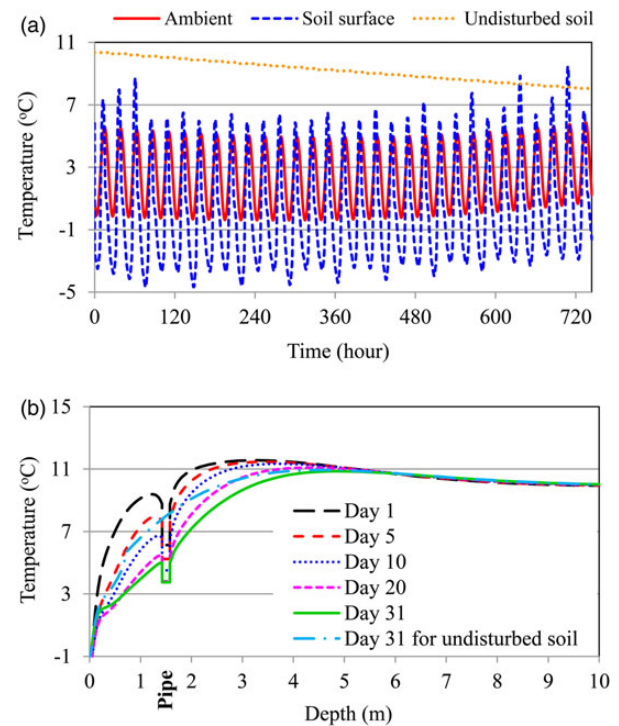 (a)
Ambient Soil surface Undisturbed soil
Temperature (°C)
11
7
3
-1
-5
0 120 240 360 480 600 720
Time (hour)
(b)
Temperature (°C)
15
11
7
3
-1
Day 1
Day 5
Day 10
Day 20
Day 31
Day 31 for undisturbed soil
0 1 Pipe 2 3 4 5 6 7 8 9 10
Depth (m)